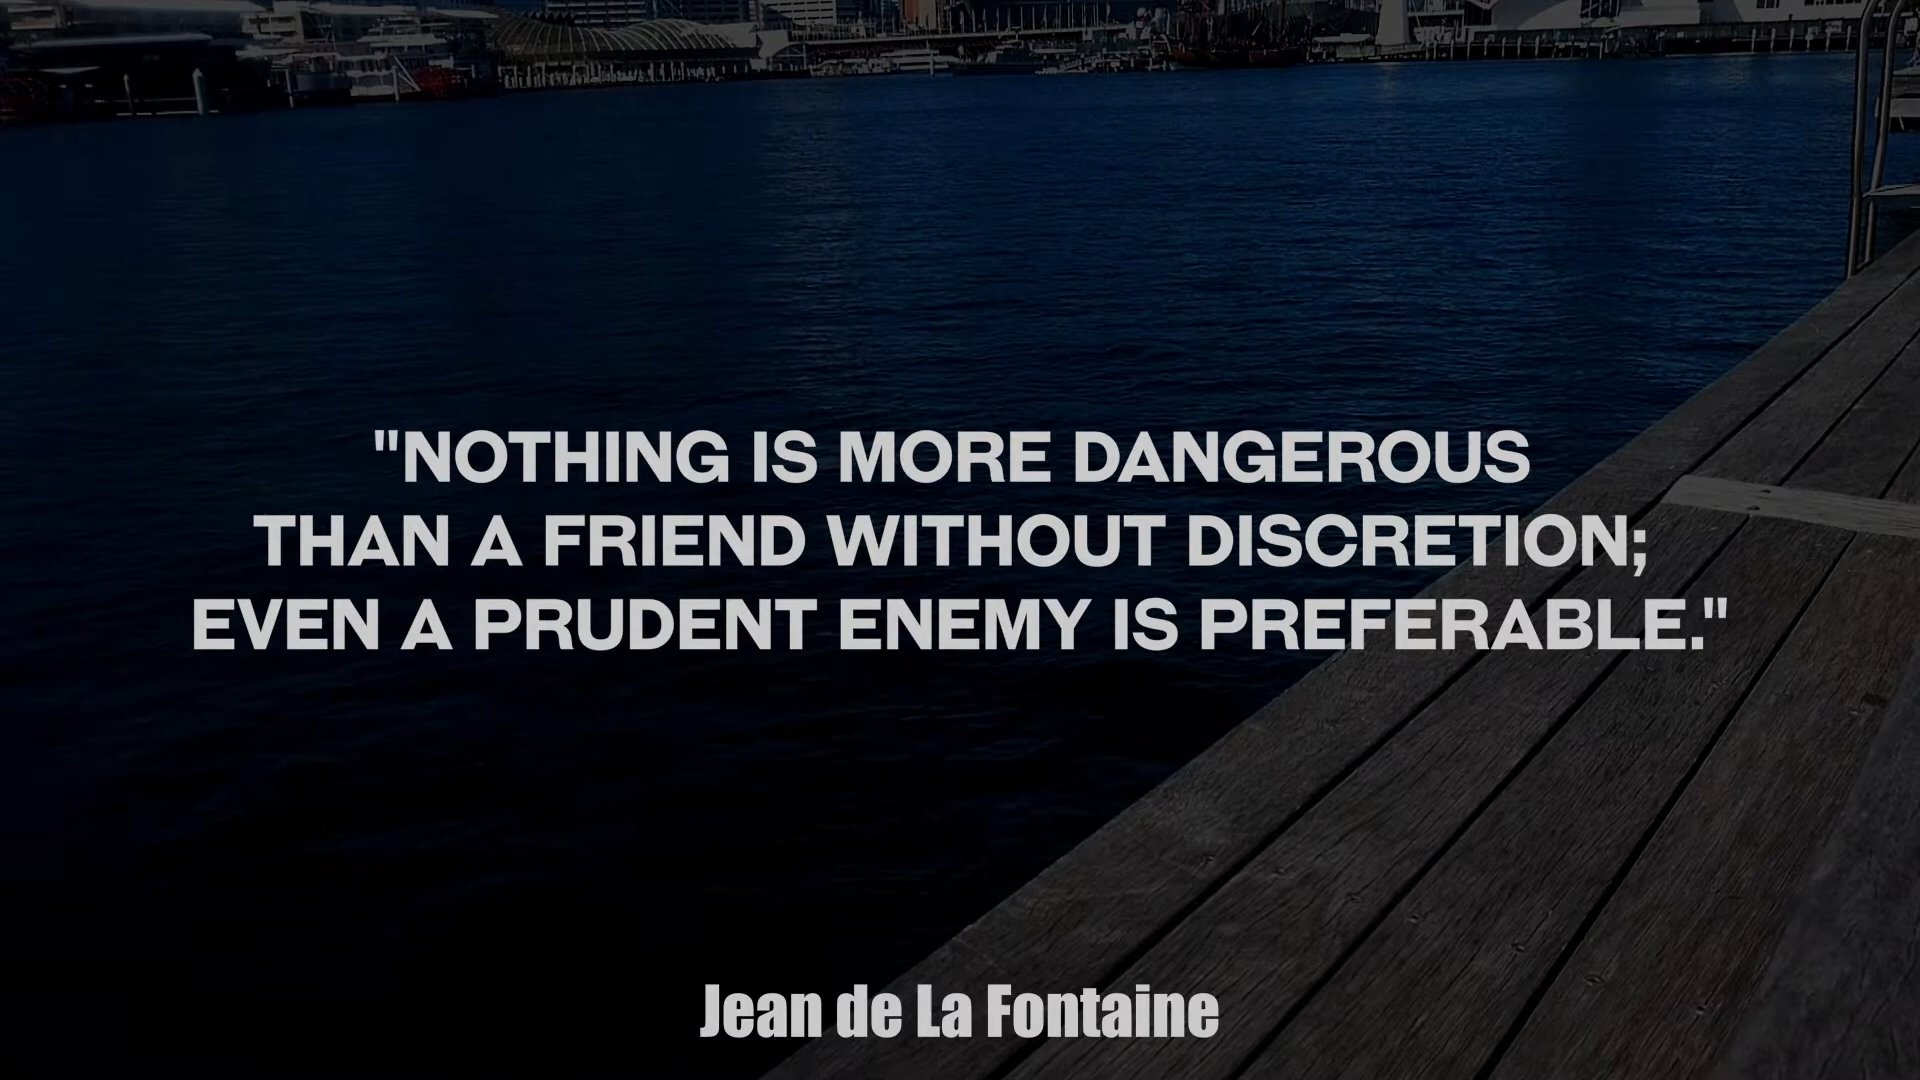 "NOTHING IS MORE DANGEROUS
THAN A FRIEND WITHOUT DISCRETION;
EVEN A PRUDENT ENEMY IS PREFERABLE."
Jean de La Fontaine